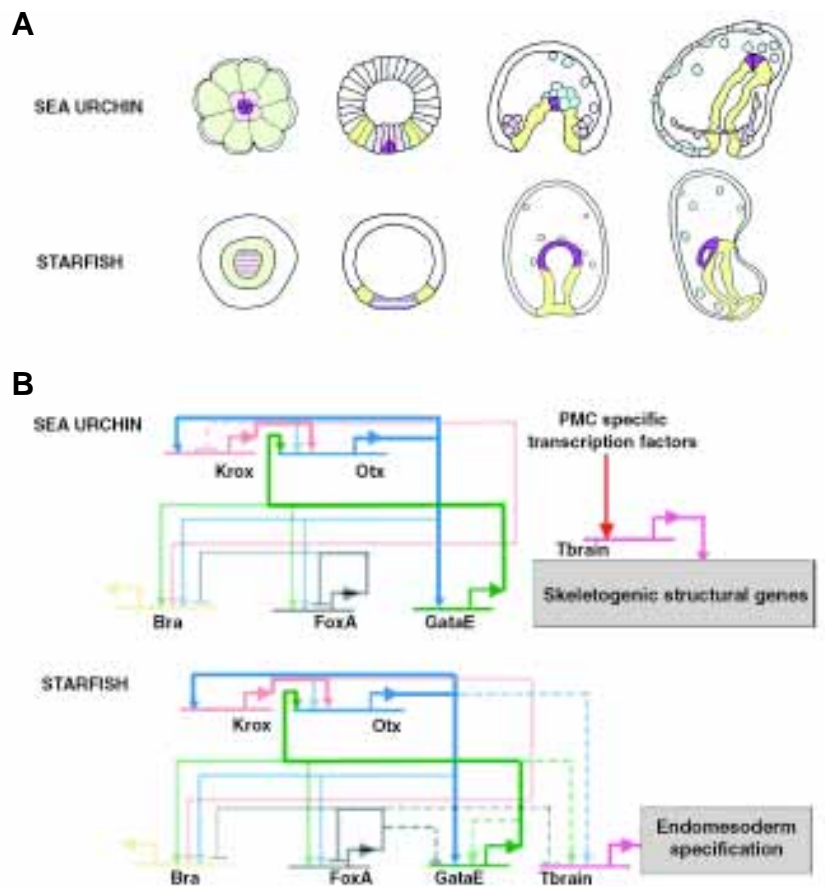 A
SEA URCHIN
STARFISH
B
SEA URCHIN
PMC specific
transcription factors
Krox
Otx
Tbrain
Skeletogenic structural genes
Bra
FoxA
GataE
STARFISH
Krox
Otx
Endomesoderm
specification
Bra
FoxA
GataE
Tbrain